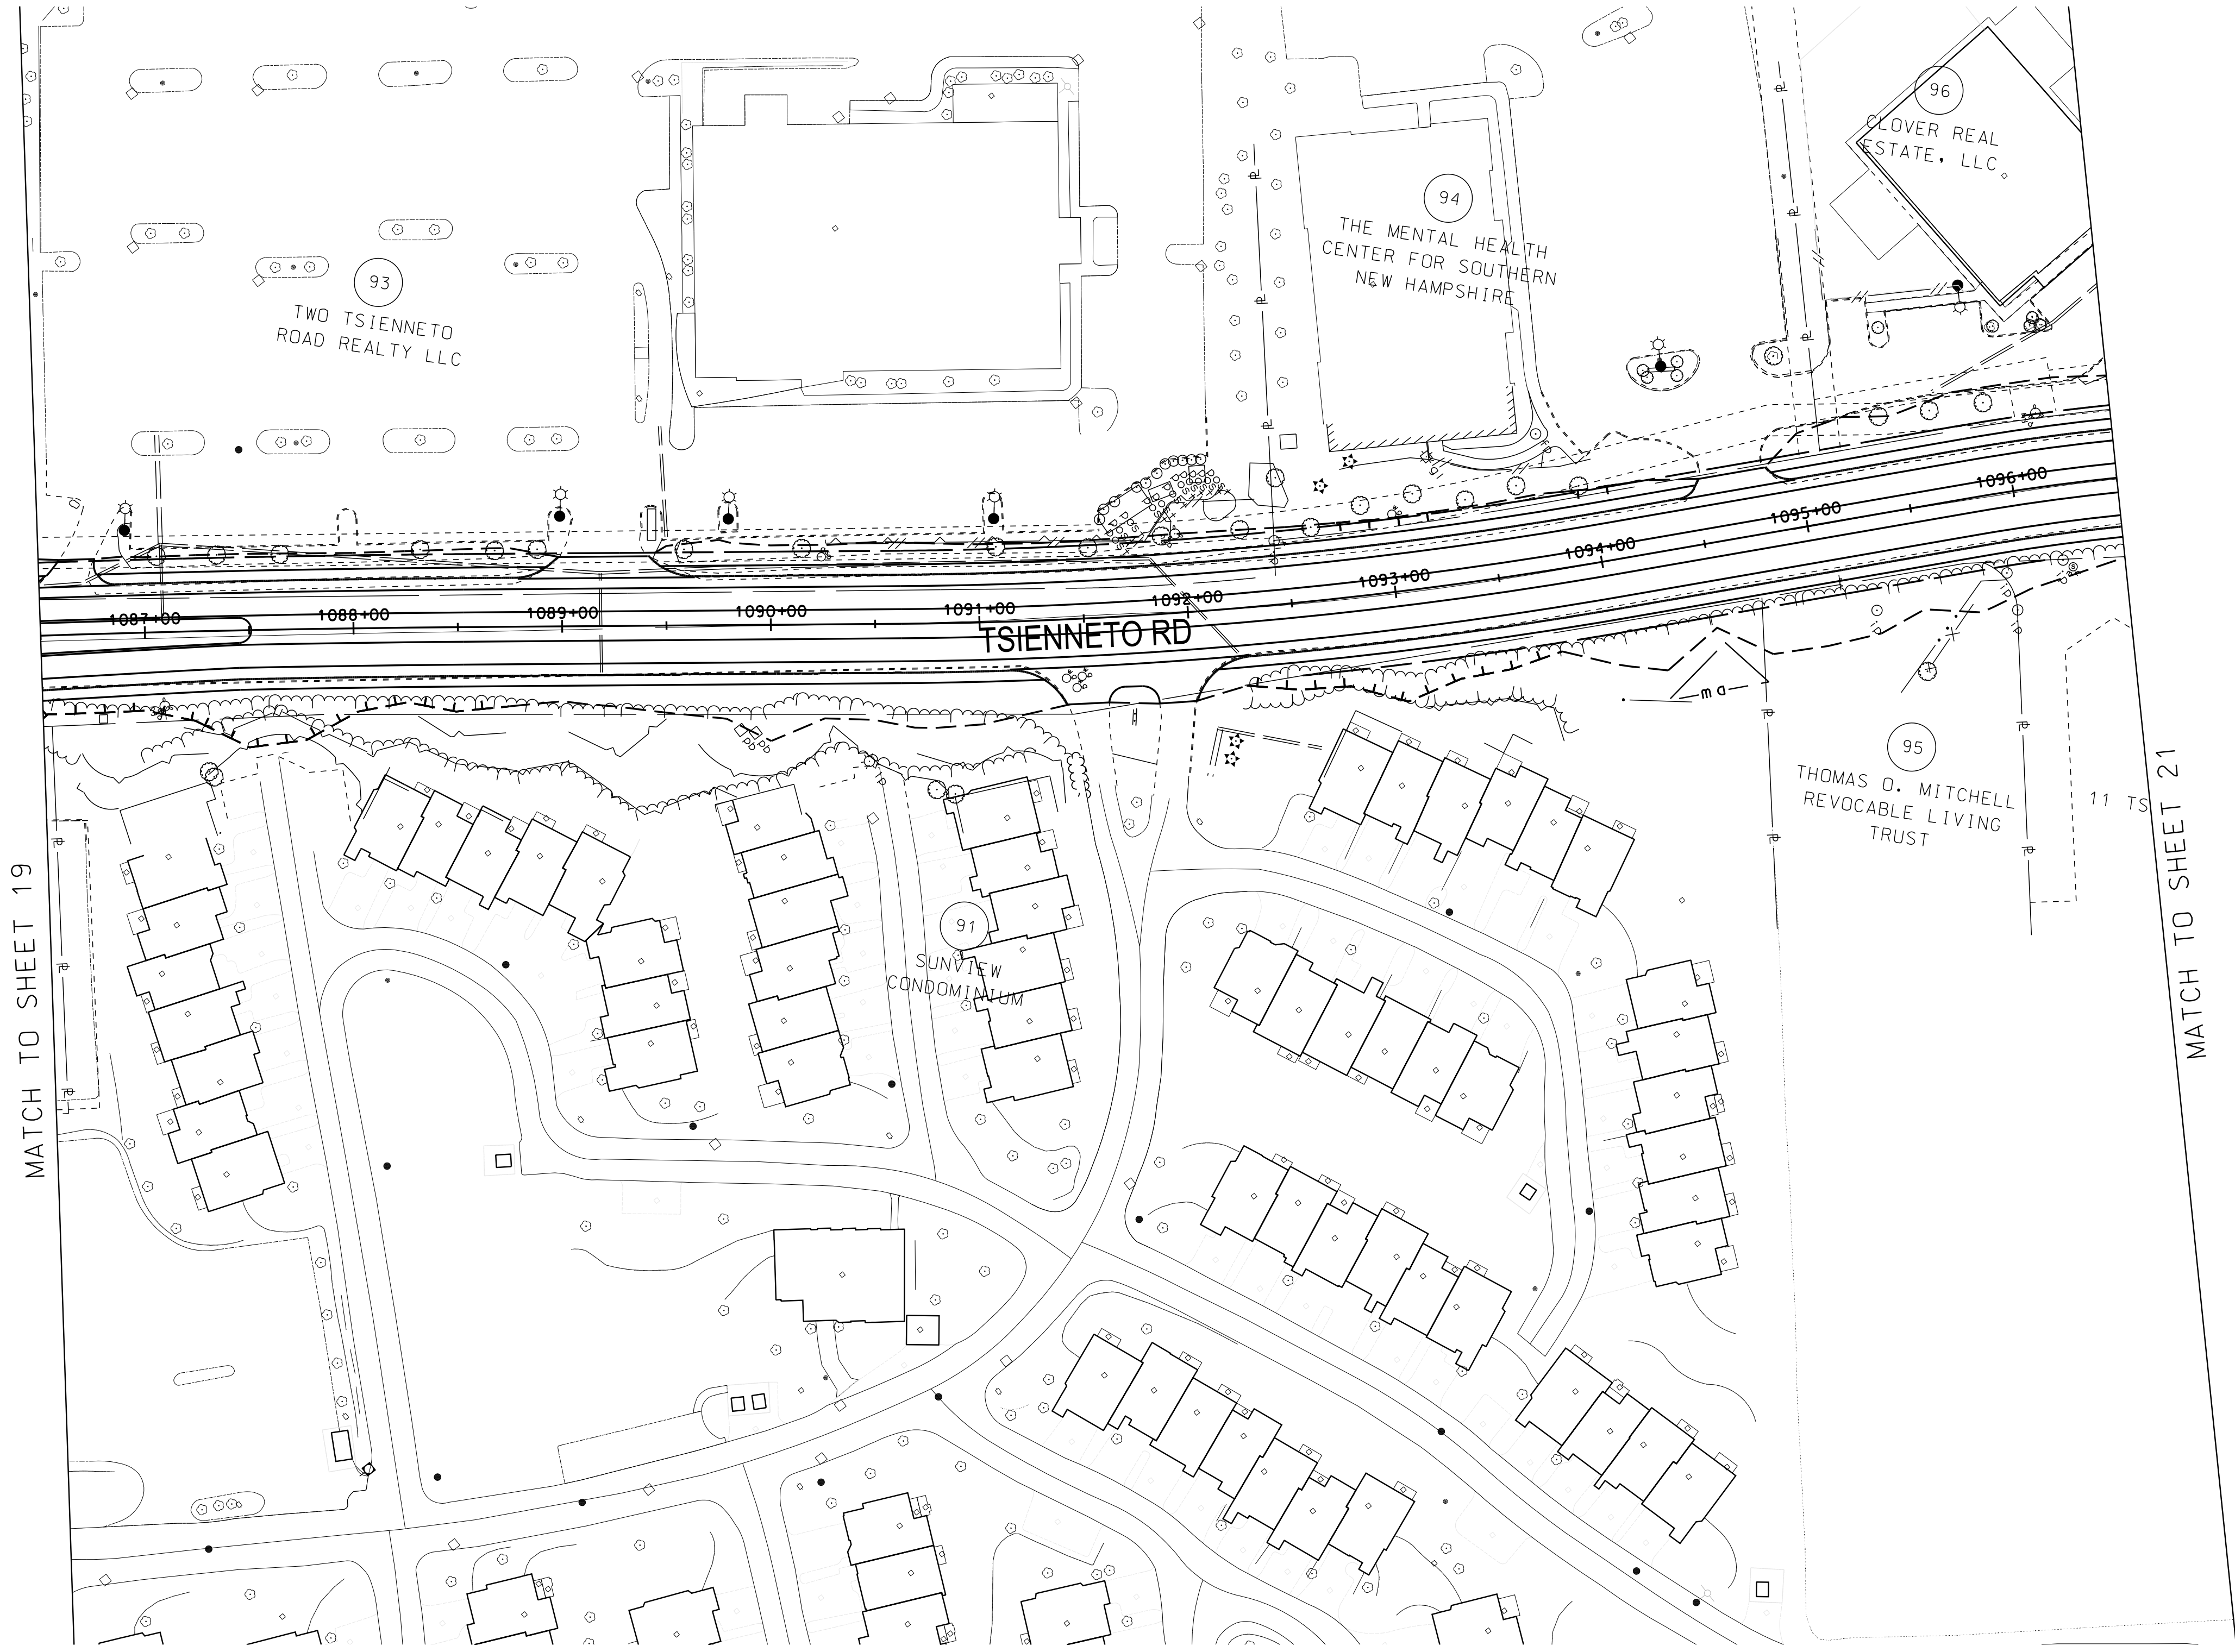 96
CLOVER REAL
ESTATE, LLC
94
THE MENTAL HEALTH
CENTER FOR SOUTHERN
NEW HAMPSHIRE
93
TWO TSIENNETO
ROAD REALTY LLC
1087+00
1088+00
1089+00
1090+00
1091+00
1092+00
1093+00
1094+00
1095+00
1096+00
TSIENNETO RD
ma
95
THOMAS O. MITCHELL
REVOCABLE LIVING
TRUST
11 TS
91
SUNVIEW
CONDOMINIUM
MATCH TO SHEET 19
MATCH TO SHEET 21